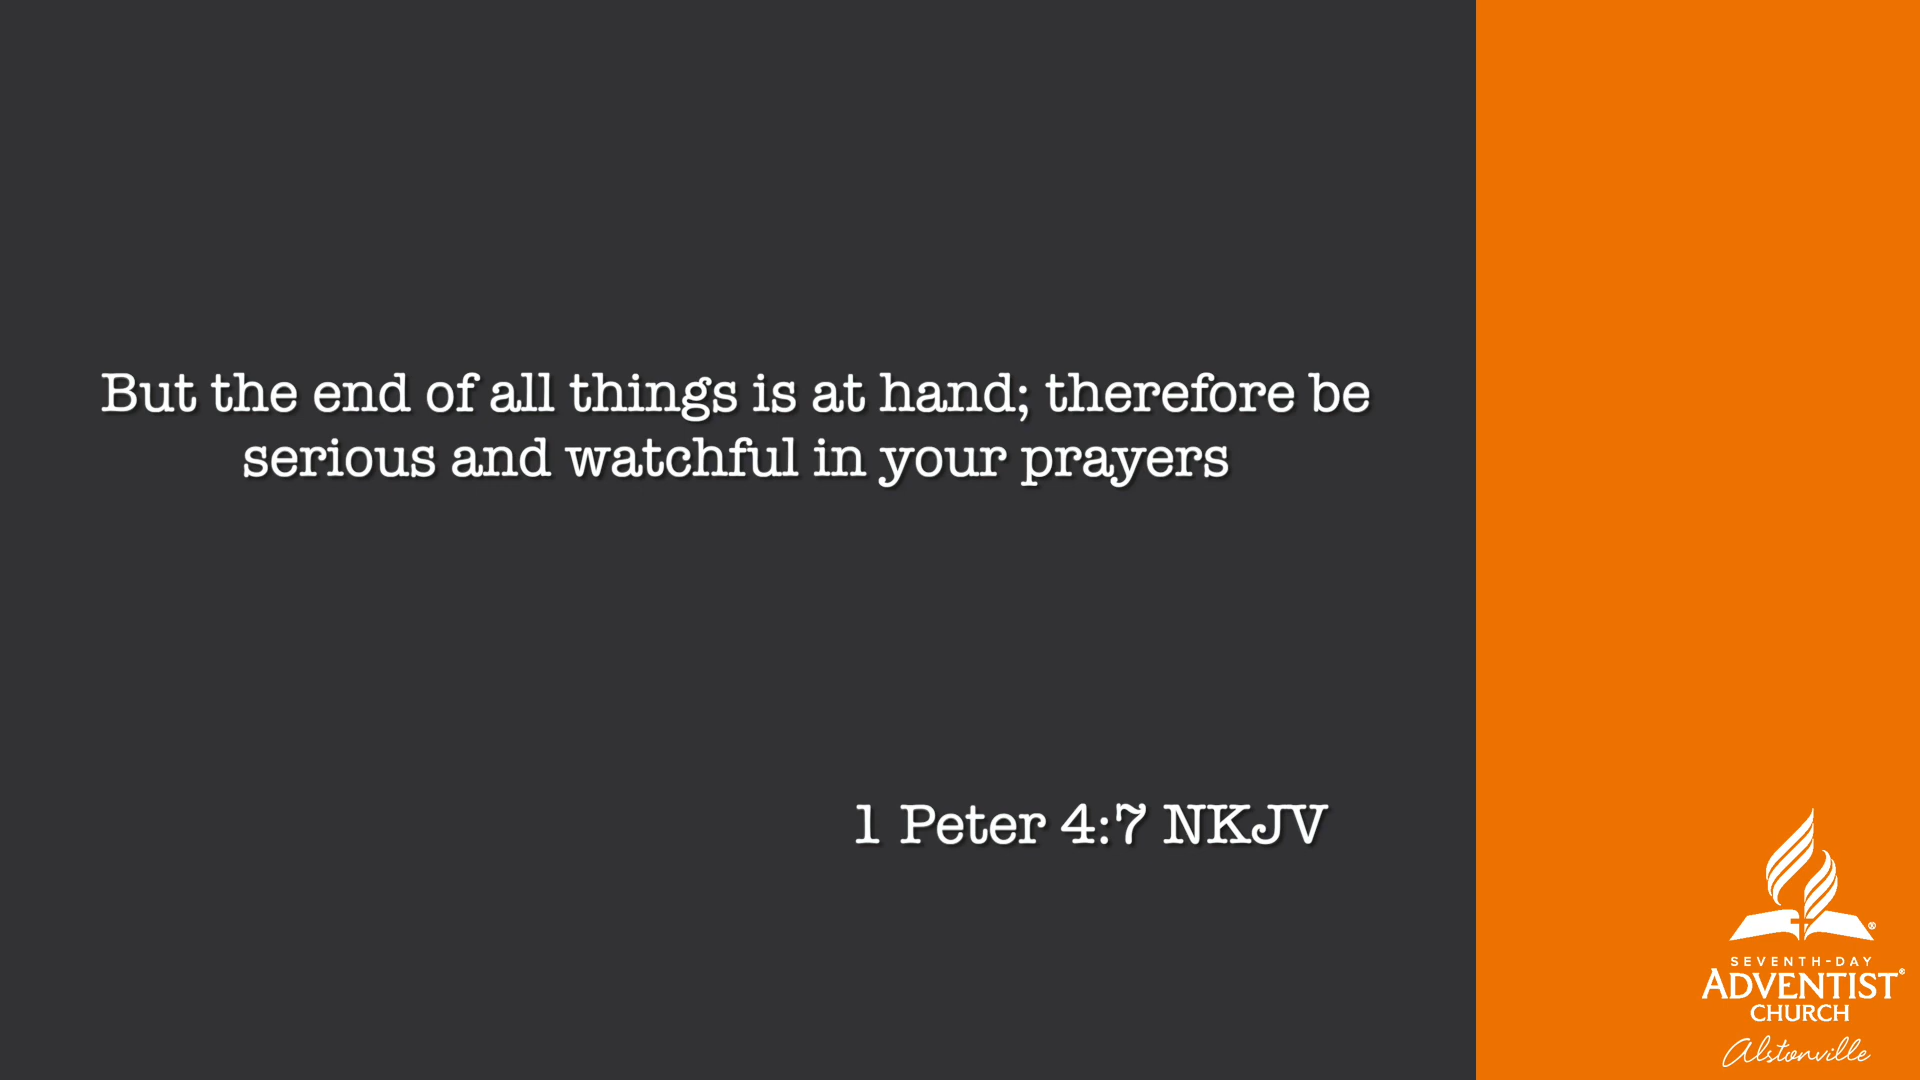 But the end of all things is at hand; therefore be
serious and watchful in your prayers
1 Peter 4:7 NKJV
SEVENTH-DAY
ADVENTIST®
CHURCH
Alstonville